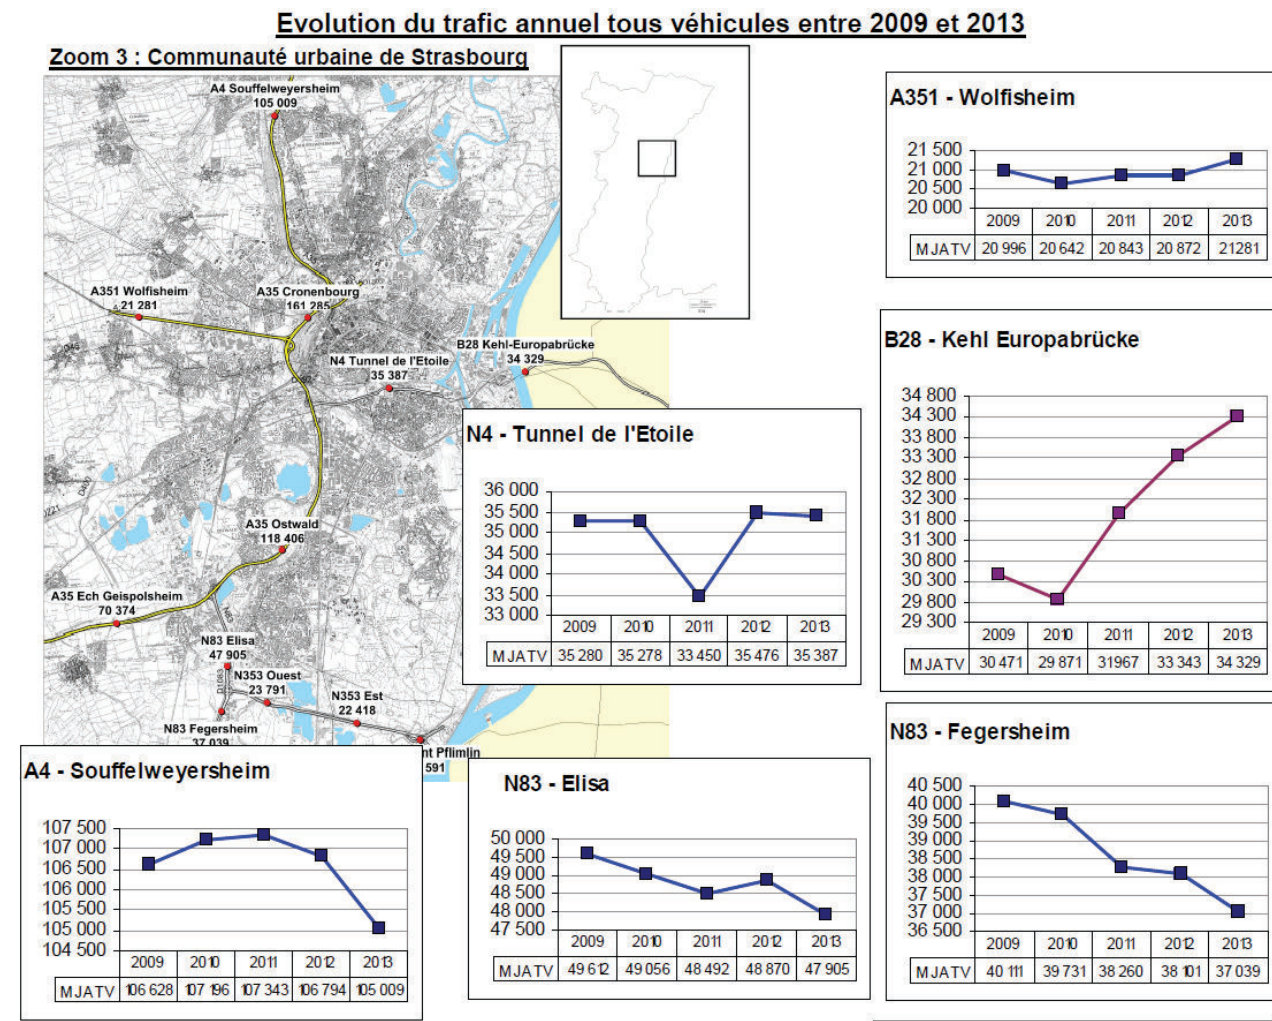 Evolution du trafic annuel tous véhicules entre 2009 et 2013
Zoom 3 : Communauté urbaine de Strasbourg
A4 Souffelweyersheim
105 009
A351 Wolfisheim
21 281
A35 Cronenbourg
161 285
N4 Tunnel de l'Etoile
35 387
B28 Kehl-Europabrücke
34 329
A35 Ostwald
118 406
A35 Ech Geispolsheim
70 374
N83
N83 Elisa
47 905
N353 Ouest
23 791
N353 Est
22 418
N83 Fegersheim
37 039
nt Pflimlin
591
A351 - Wolfisheim
21 500
21 000
20 500
20 000
2009 2010 2011 2012 2013
MJATV 20 996 20 642 20 843 20 872 21281
B28 - Kehl Europabrücke
34 800
34 300
33 800
33 300
32 800
32 300
31 800
31 300
30 800
30 300
29 800
29 300
2009 2010 2011 2012 2013
MJATV 30 471 29 871 31967 33 343 34 329
N4 - Tunnel de l'Etoile
36 000
35 500
35 000
34 500
34 000
33 500
33 000
2009 2010 2011 2012 2013
MJATV 35 280 35 278 33 450 35 476 35 387
A4 - Souffelweyersheim
107 500
107 000
106 500
106 000
105 500
105 000
104 500
2009 2010 2011 2012 2013
MJATV 106 628 107 196 107 343 106 794 105 009
N83 - Elisa
50 000
49 500
49 000
48 500
48 000
47 500
2009 2010 2011 2012 2013
MJATV 49 612 49 056 48 492 48 870 47 905
N83 - Fegersheim
40 500
40 000
39 500
39 000
38 500
38 000
37 500
37 000
36 500
2009 2010 2011 2012 2013
MJATV 40 111 39 731 38 260 38 101 37 039